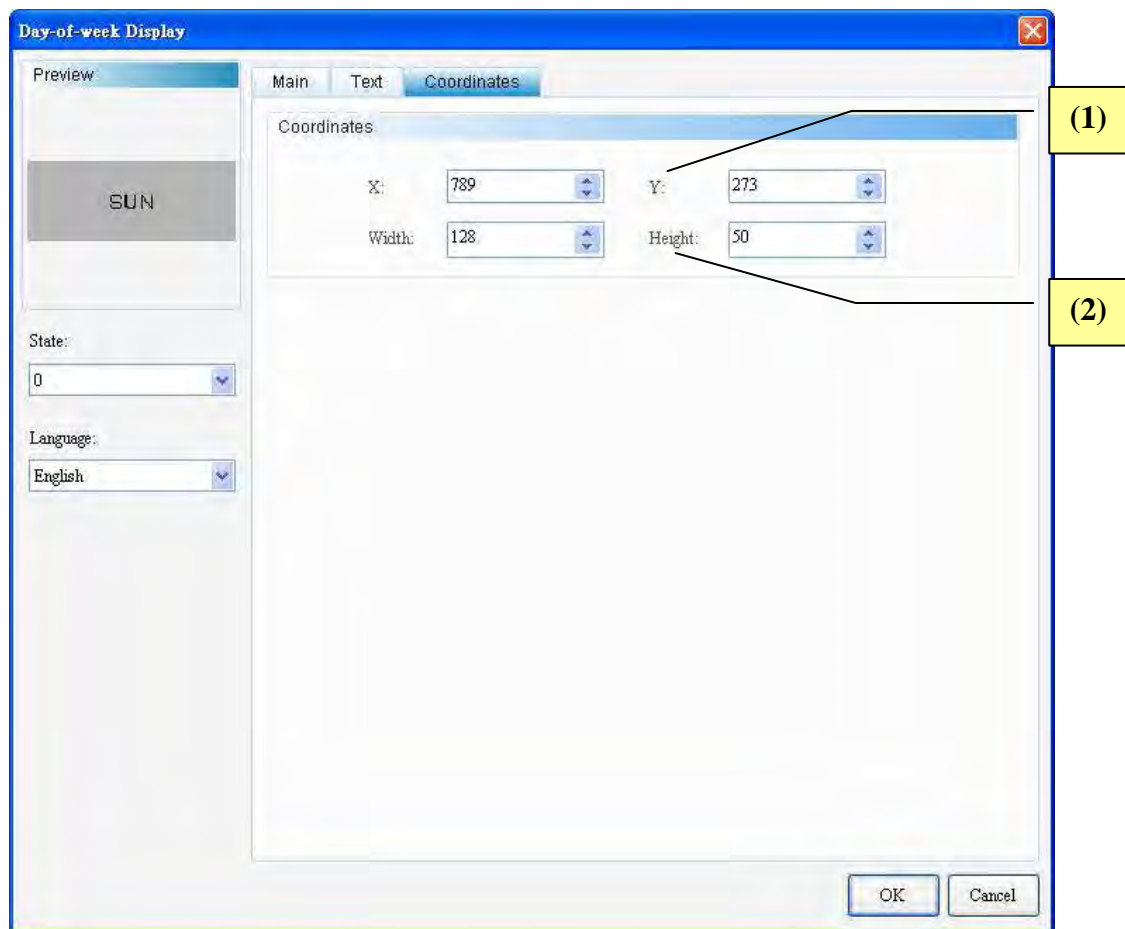 Day-of-week Display
Preview
SUN
State:
0
Language:
English
Main Text Coordinates
Coordinates
X: 789 Y: 273
Width: 128 Height: 50
(1)
(2)
OK Cancel